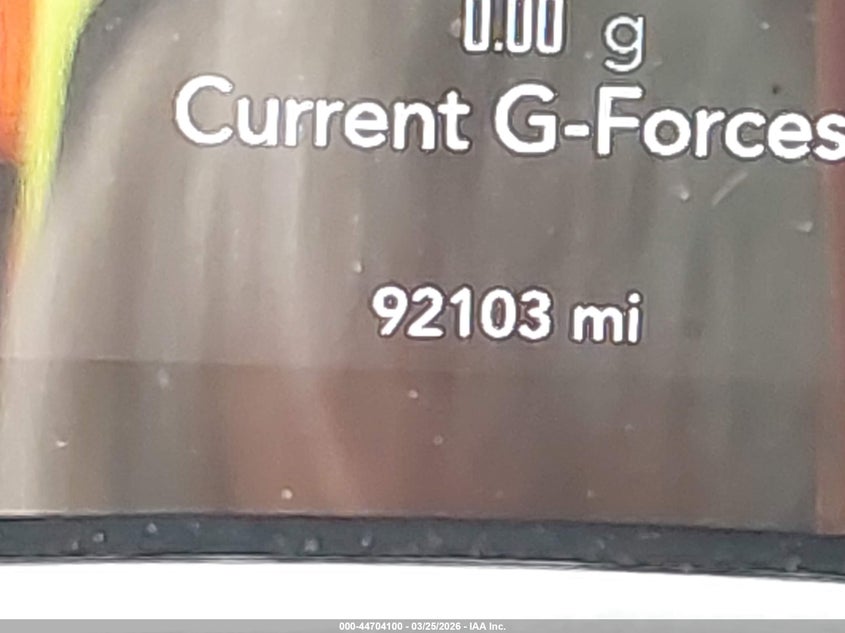 0.00 g
Current G-Forces
92103 mi
000-44704100 - 03/25/2026 - IAA Inc.